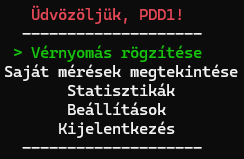 Üdvözöljük, PDD1!
--------------------
> Vérnyomás rögzítése
Saját mérések megtekintése
Statisztikák
Beállítások
Kijelentkezés
--------------------